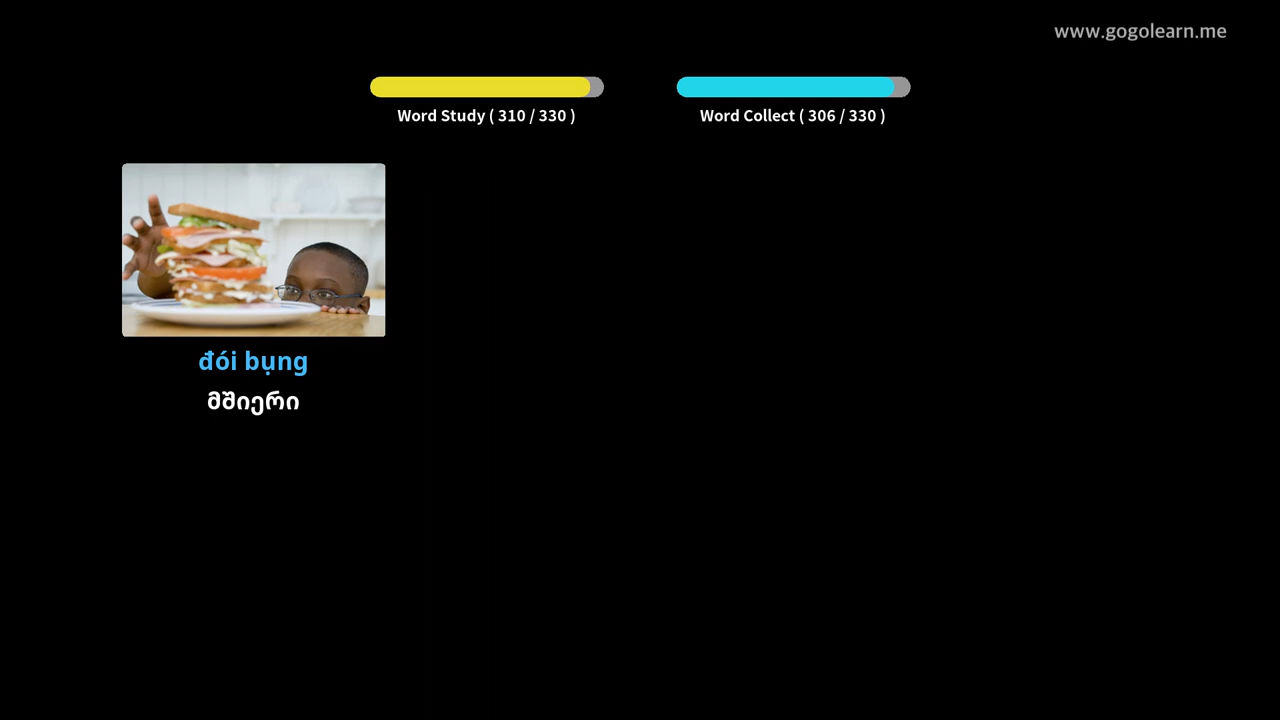 www.gogolearn.me
Word Study ( 310 / 330 )
Word Collect ( 306 / 330 )
đói bụng
მშიერი